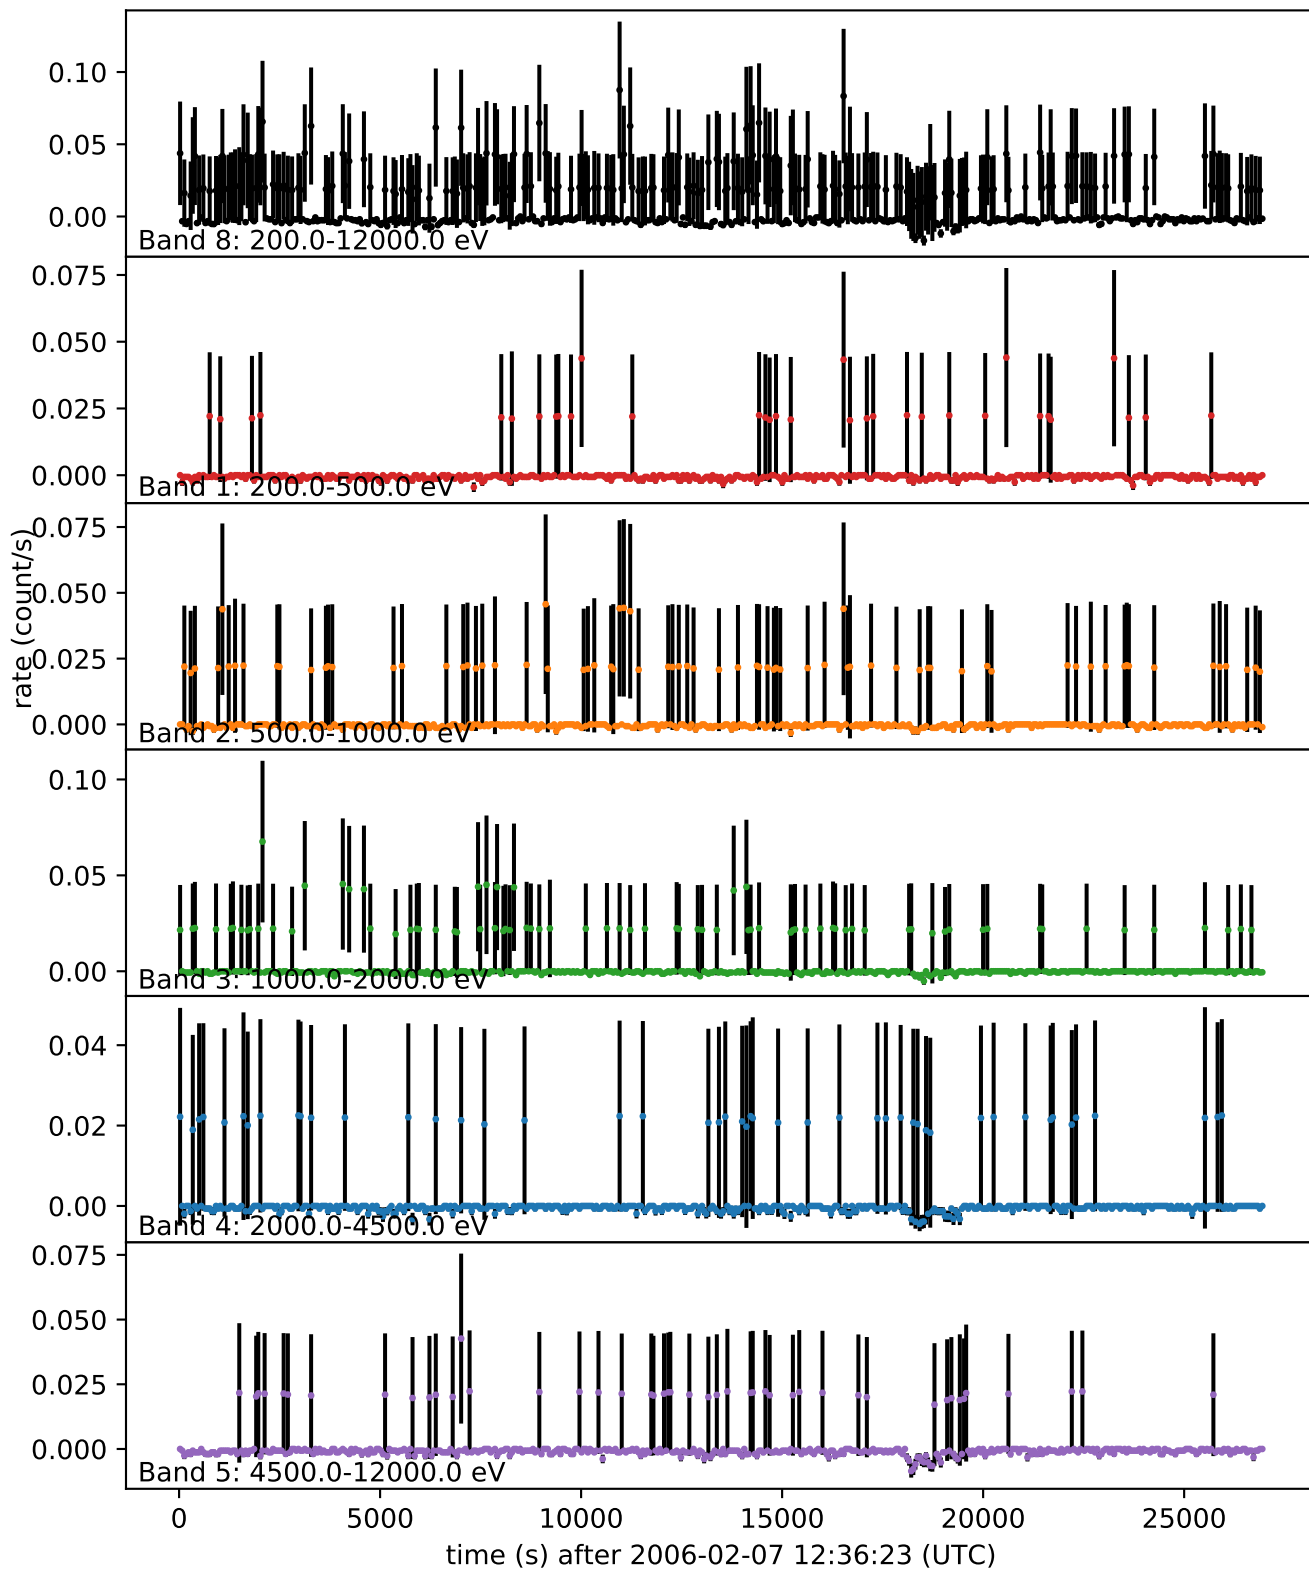 0.10
0.05
0.00
Band 8: 200.0-12000.0 eV
0.075
0.050
0.025
0.000
Band 1: 200.0-500.0 eV
rate (count/s)
0.075
0.050
0.025
0.000
Band 2: 500.0-1000.0 eV
0.10
0.05
0.00
Band 3: 1000.0-2000.0 eV
0.04
0.02
0.00
Band 4: 2000.0-4500.0 eV
0.075
0.050
0.025
0.000
Band 5: 4500.0-12000.0 eV
0 5000 10000 15000 20000 25000
time (s) after 2006-02-07 12:36:23 (UTC)